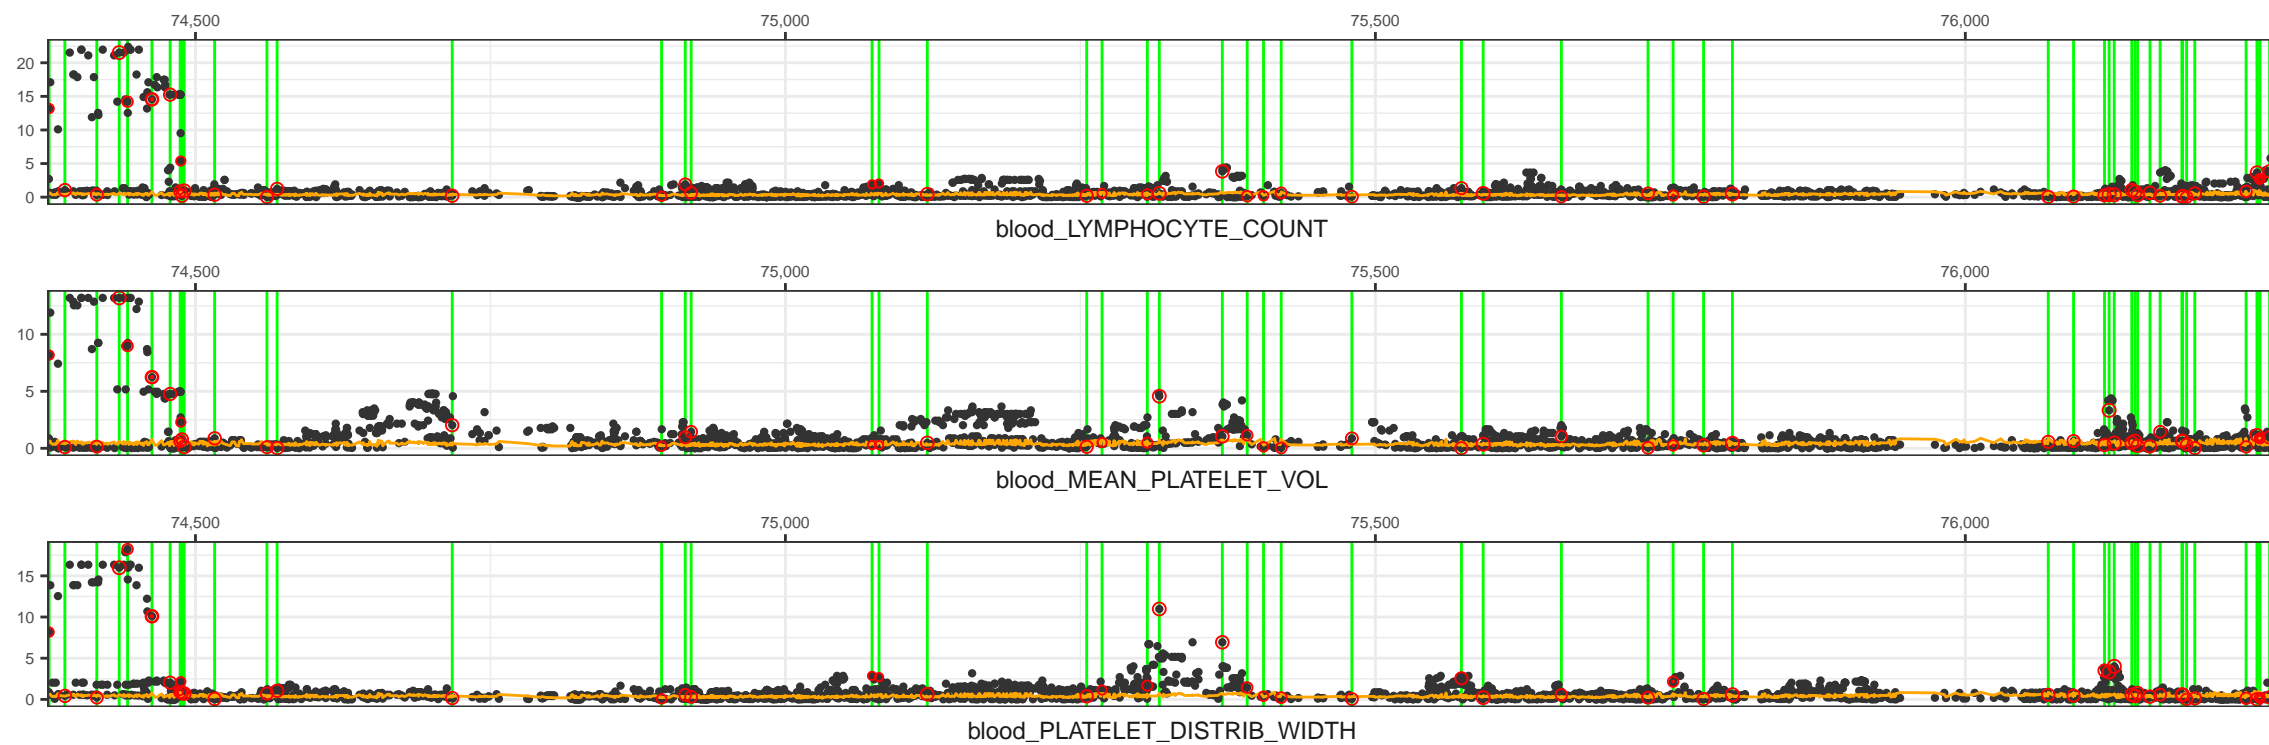 74,500 75,000 75,500 76,000
20
15
10
5
0
blood_LYMPHOCYTE_COUNT
74,500 75,000 75,500 76,000
10
5
0
blood_MEAN_PLATELET_VOL
74,500 75,000 75,500 76,000
15
10
5
0
blood_PLATELET_DISTRIB_WIDTH